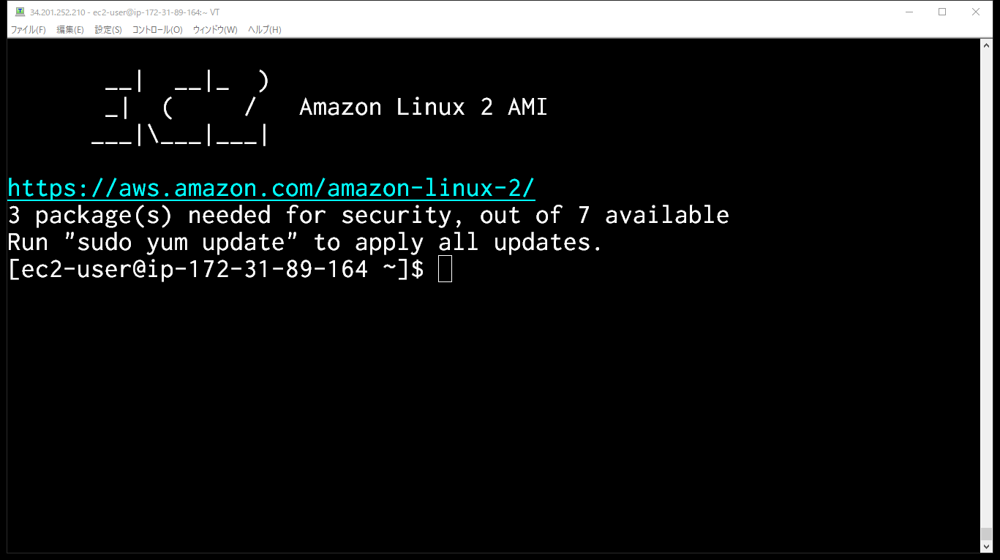 34.201.252.210 - ec2-user@ip-172-31-89-164:~ VT
ファイル(F) 編集(E) 設定(S) コントロール(O) ウィンドウ(W) ヘルプ(H)
       __|  __|_  )
       _|  (     /   Amazon Linux 2 AMI
      ___|\___|___|
https://aws.amazon.com/amazon-linux-2/
3 package(s) needed for security, out of 7 available
Run "sudo yum update" to apply all updates.
[ec2-user@ip-172-31-89-164 ~]$